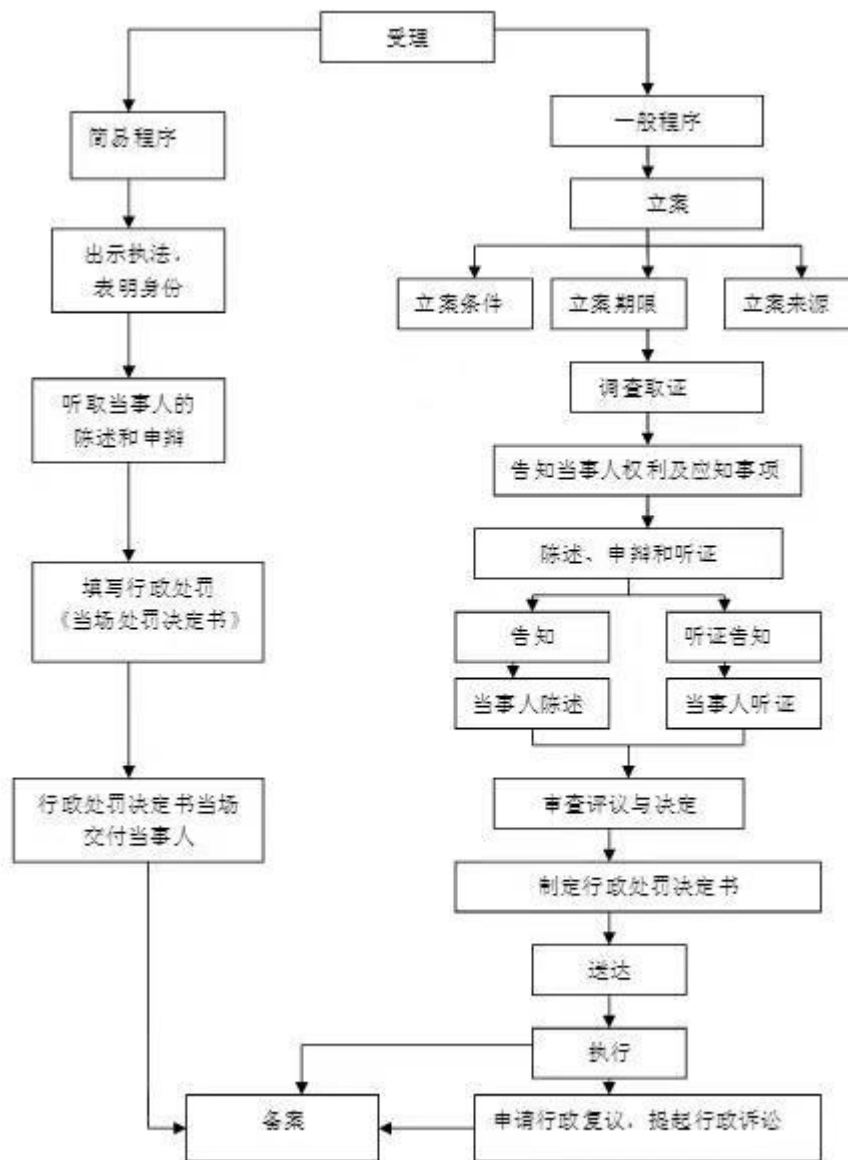 受理
简易程序
出示执法，
表明身份
听取当事人的
陈述和申辩
填写行政处罚
《当场处罚决定书》
行政处罚决定书当场
交付当事人
一般程序
立案
立案条件
立案期限
立案来源
调查取证
告知当事人权利及应知事项
陈述、申辩和听证
告知
听证告知
当事人陈述
当事人听证
审查评议与决定
制定行政处罚决定书
送达
执行
备案
申请行政复议，提起行政诉讼